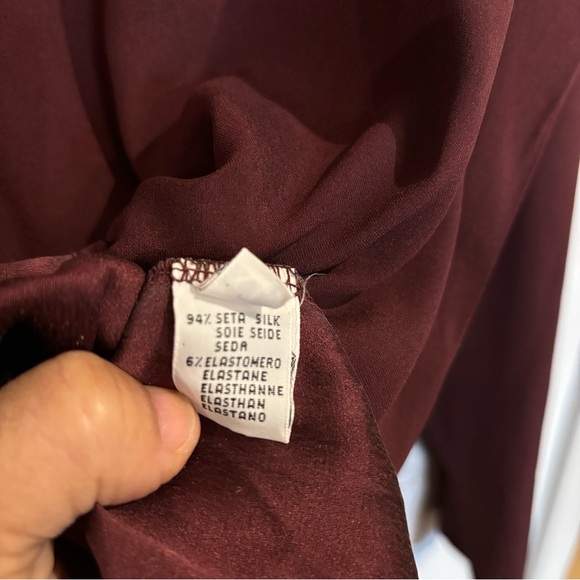 94% SETA SILK
SOIE SEIDE
SEDA
6% ELASTOMERO
ELASTANE
ELASTHANNE
ELASTHAN
ELASTANO